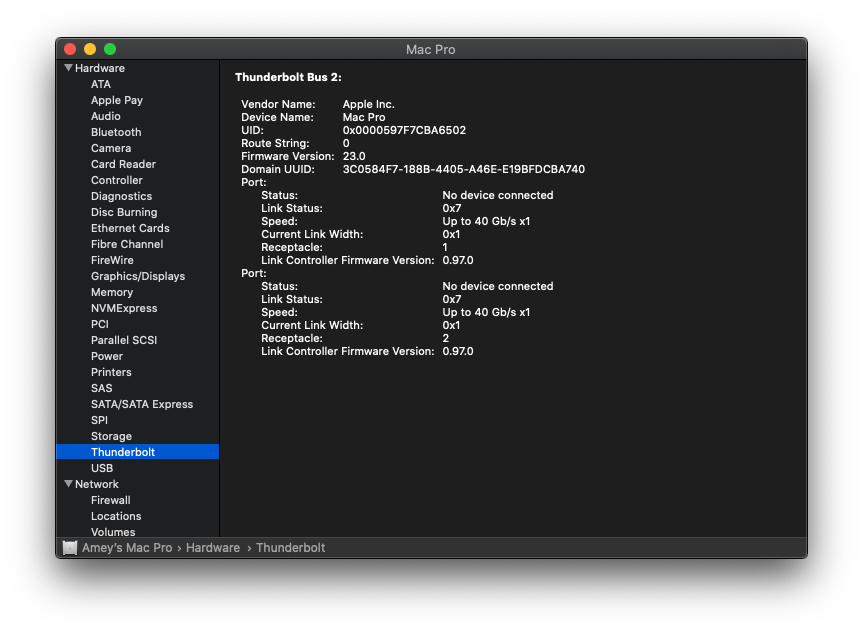 Mac Pro
Hardware
ATA
Apple Pay
Audio
Bluetooth
Camera
Card Reader
Controller
Diagnostics
Disc Burning
Ethernet Cards
Fibre Channel
FireWire
Graphics/Displays
Memory
NVMExpress
PCI
Parallel SCSI
Power
Printers
SAS
SATA/SATA Express
SPI
Storage
Thunderbolt
USB
Network
Firewall
Locations
Volumes
Thunderbolt Bus 2:
Vendor Name: Apple Inc.
Device Name: Mac Pro
UID: 0x0000597F7CBA6502
Route String: 0
Firmware Version: 23.0
Domain UUID: 3C0584F7-188B-4405-A46E-E19BFDCBA740
Port:
Status: No device connected
Link Status: 0x7
Speed: Up to 40 Gb/s x1
Current Link Width: 0x1
Receptacle: 1
Link Controller Firmware Version: 0.97.0
Port:
Status: No device connected
Link Status: 0x7
Speed: Up to 40 Gb/s x1
Current Link Width: 0x1
Receptacle: 2
Link Controller Firmware Version: 0.97.0
Amey’s Mac Pro › Hardware › Thunderbolt